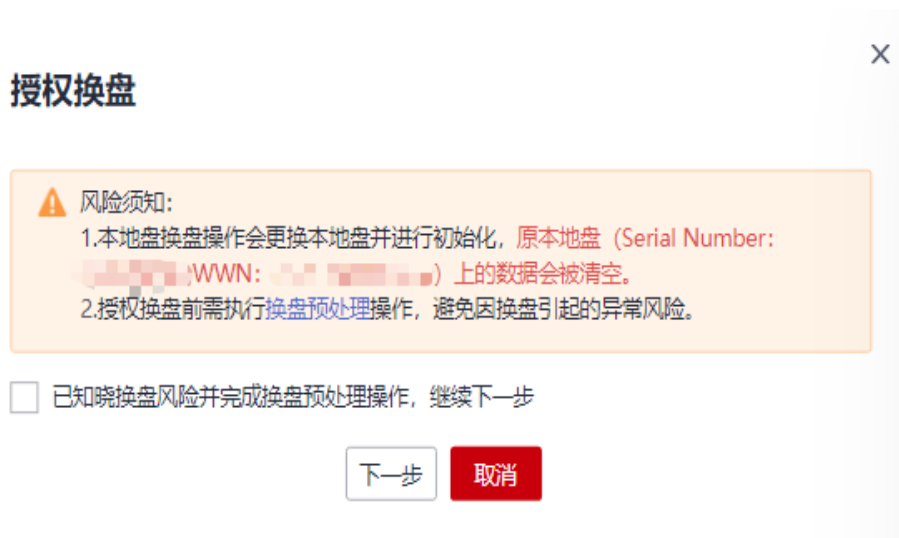 授权换盘
风险须知：
1.本地盘换盘操作会更换本地盘并进行初始化，原本地盘（Serial Number：
,WWN：）上的数据会被清空。
2.授权换盘前需执行换盘预处理操作，避免因换盘引起的异常风险。
已知晓换盘风险并完成换盘预处理操作，继续下一步
下一步
取消